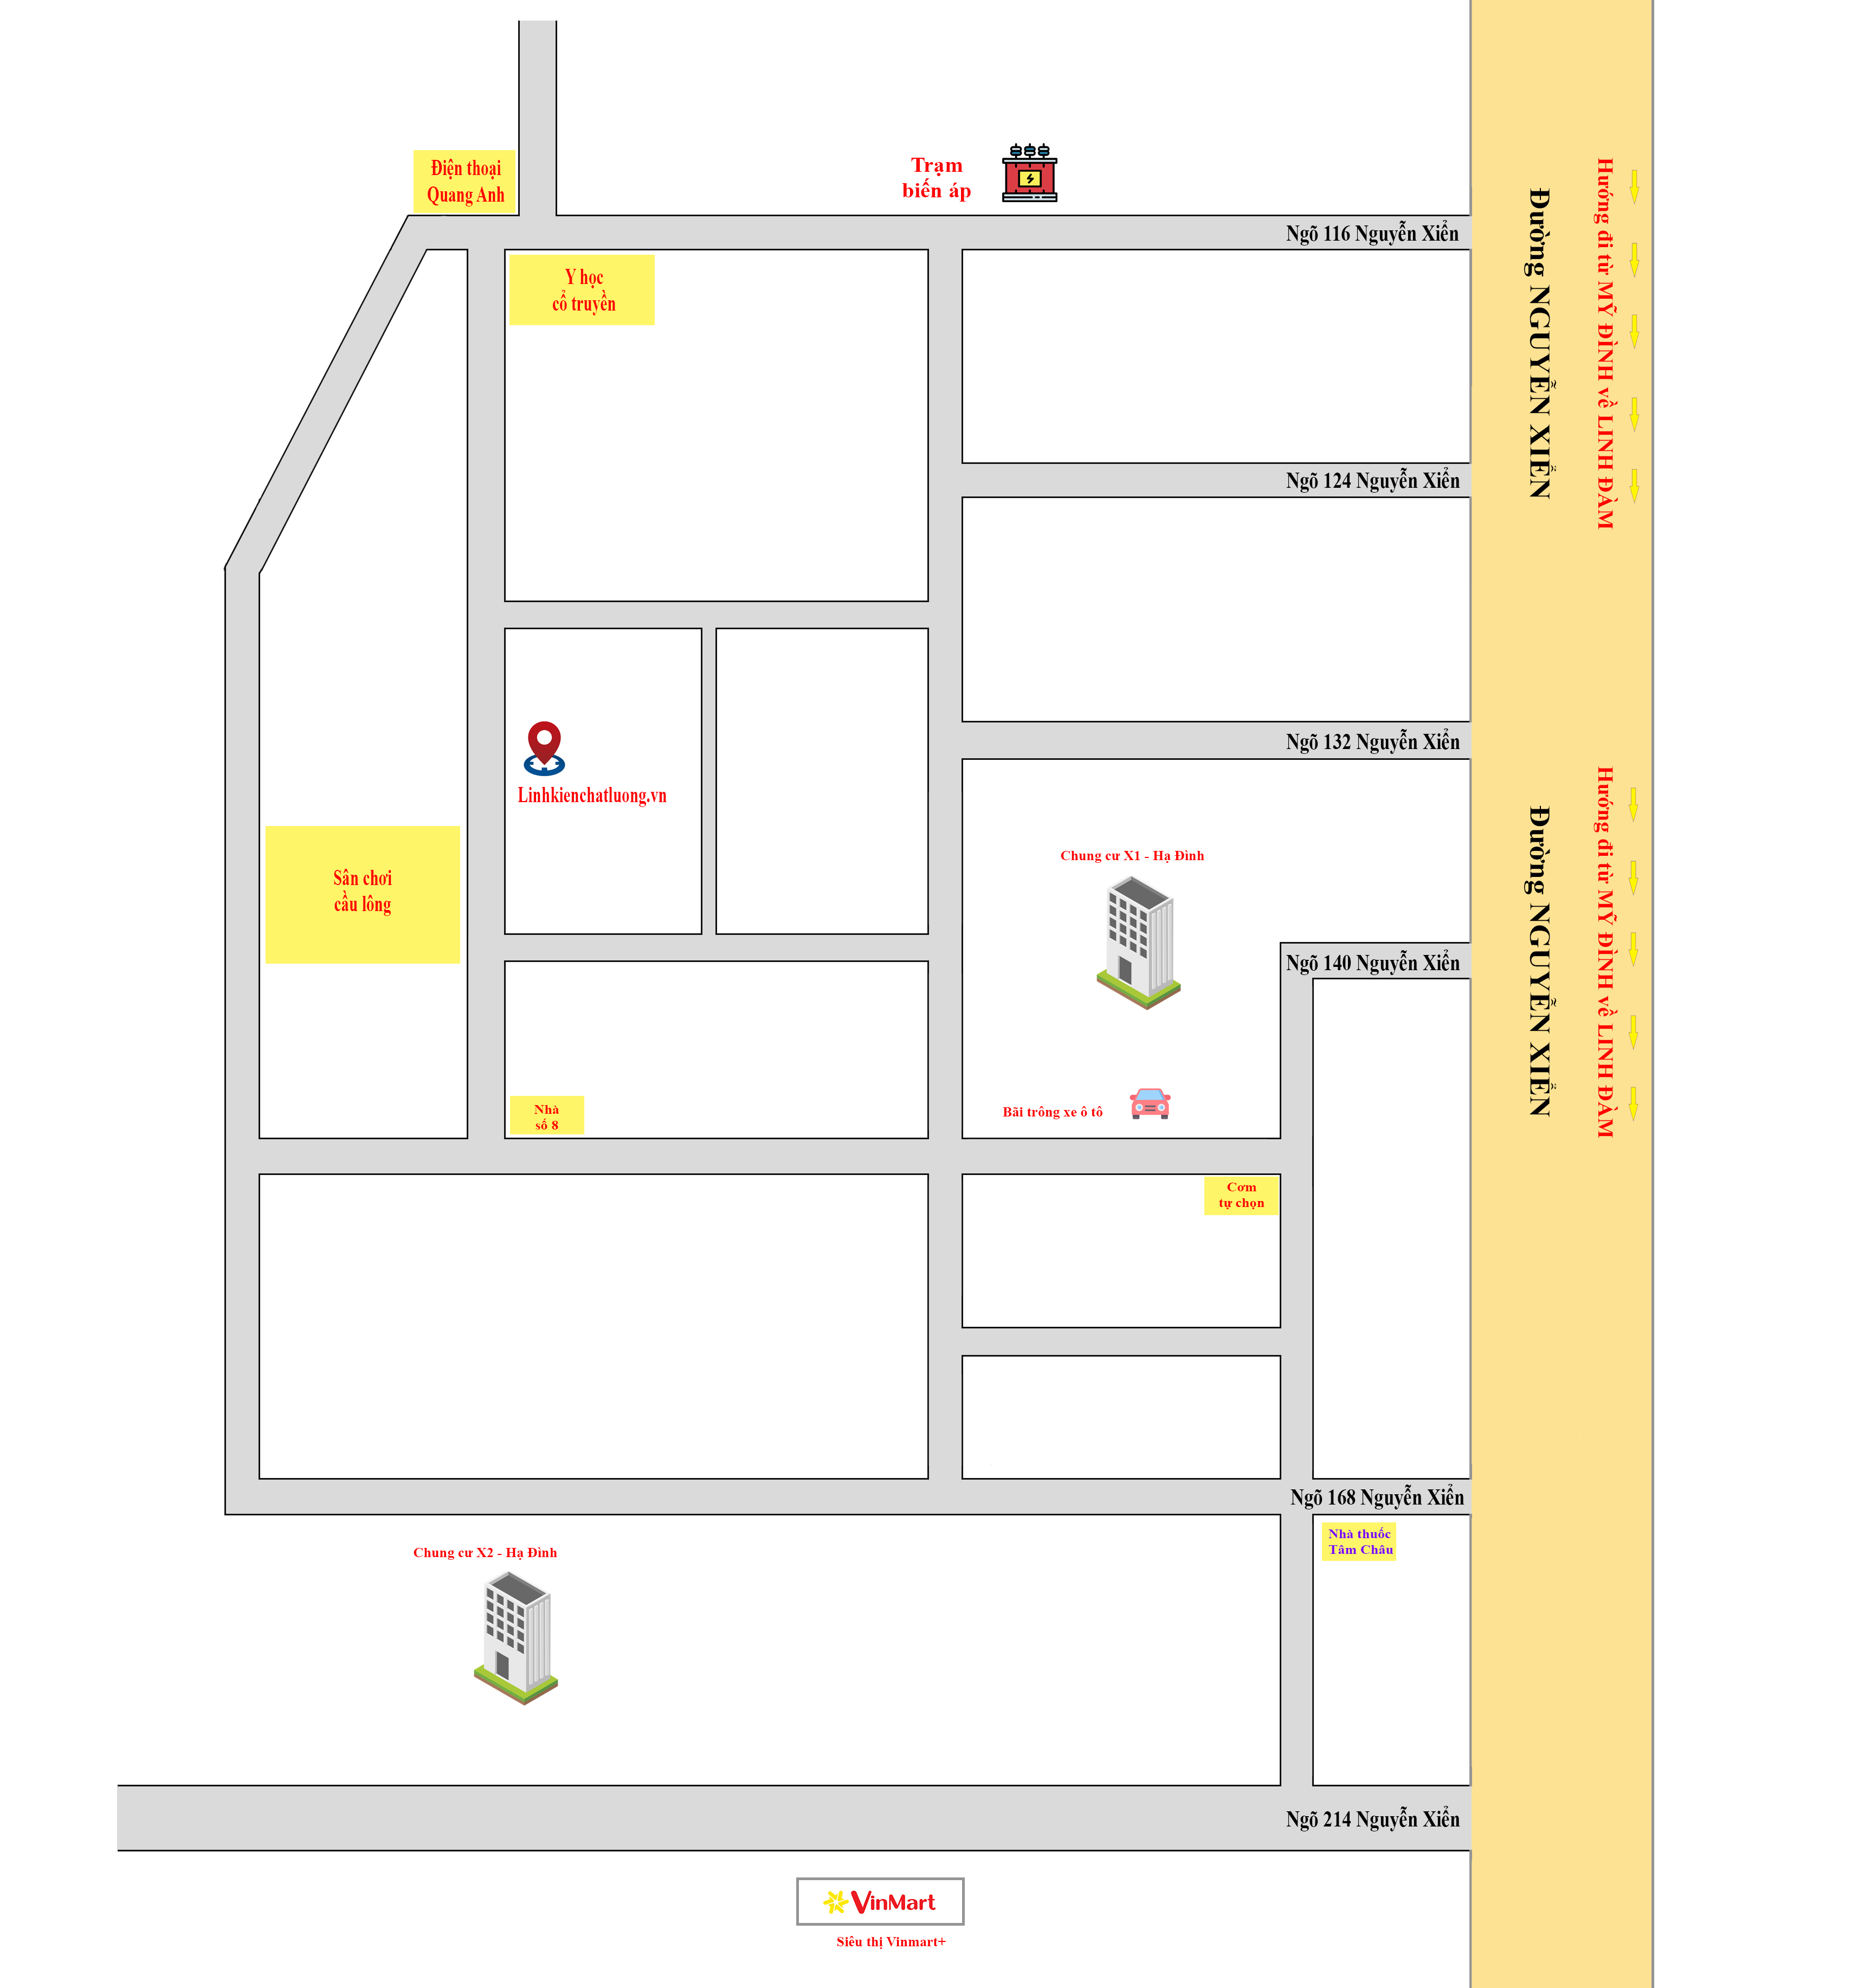 Điện thoại
Quang Anh
Trạm
biến áp
Ngõ 116 Nguyễn Xiển
Y học
cổ truyền
Đường NGUYỄN XIỂN
Hướng đi từ MỸ ĐÌNH về LINH ĐÀM
Ngõ 124 Nguyễn Xiển
Ngõ 132 Nguyễn Xiển
Linhkienchatluong.vn
Sân chơi
cầu lông
Chung cư X1 - Hạ Đình
Đường NGUYỄN XIỂN
Hướng đi từ MỸ ĐÌNH về LINH ĐÀM
Ngõ 140 Nguyễn Xiển
Nhà
số 8
Bãi trông xe ô tô
Cơm
tự chọn
Ngõ 168 Nguyễn Xiển
Nhà thuốc
Tâm Châu
Chung cư X2 - Hạ Đình
Ngõ 214 Nguyễn Xiển
VinMart
Siêu thị Vinmart+